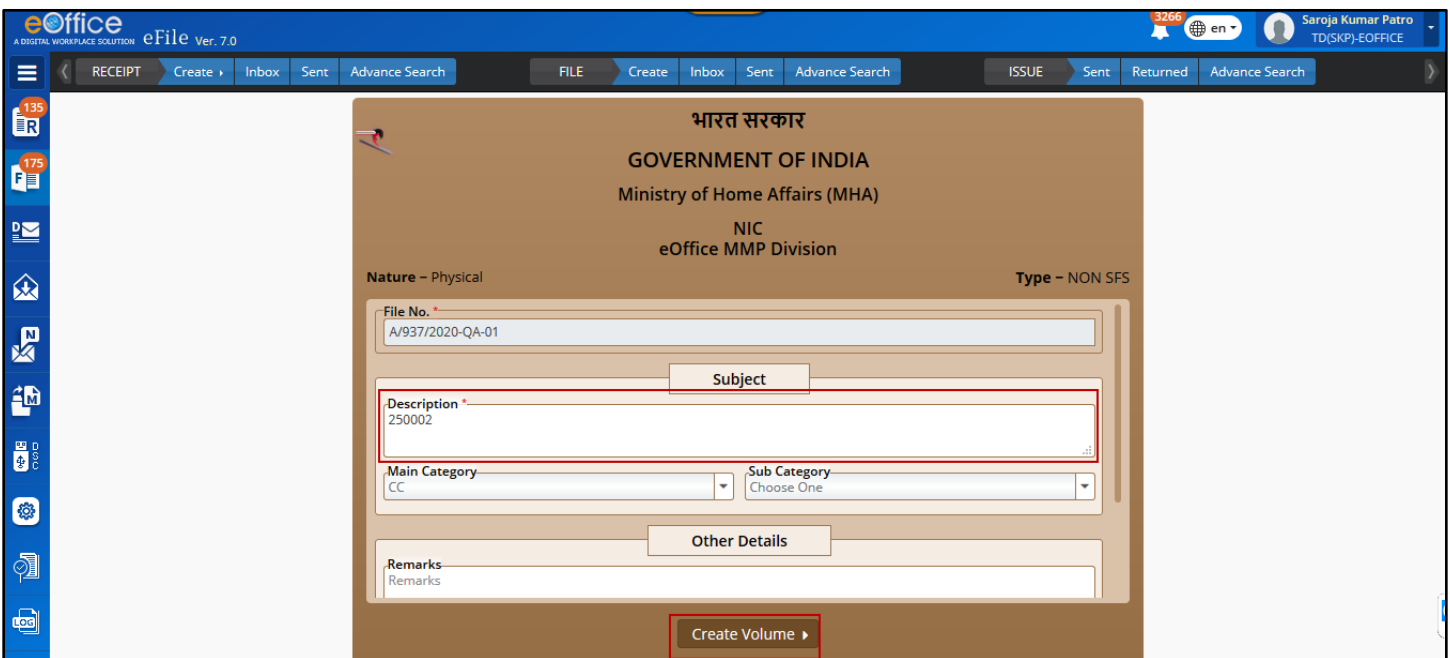 eOffice
A DIGITAL WORKPLACE SOLUTION eFile Ver. 7.0
3266
en
Saroja Kumar Patro
TD(SKP)-EOFFICE
RECEIPT Create Inbox Sent Advance Search FILE Create Inbox Sent Advance Search ISSUE Sent Returned Advance Search
135
R
175
F
D
N
M
DSC
LOG
भारत सरकार
GOVERNMENT OF INDIA
Ministry of Home Affairs (MHA)
NIC
eOffice MMP Division
Nature – Physical Type – NON SFS
File No. *
A/937/2020-QA-01
Subject
Description *
250002
Main Category Sub Category
CC Choose One
Other Details
Remarks
Remarks
Create Volume